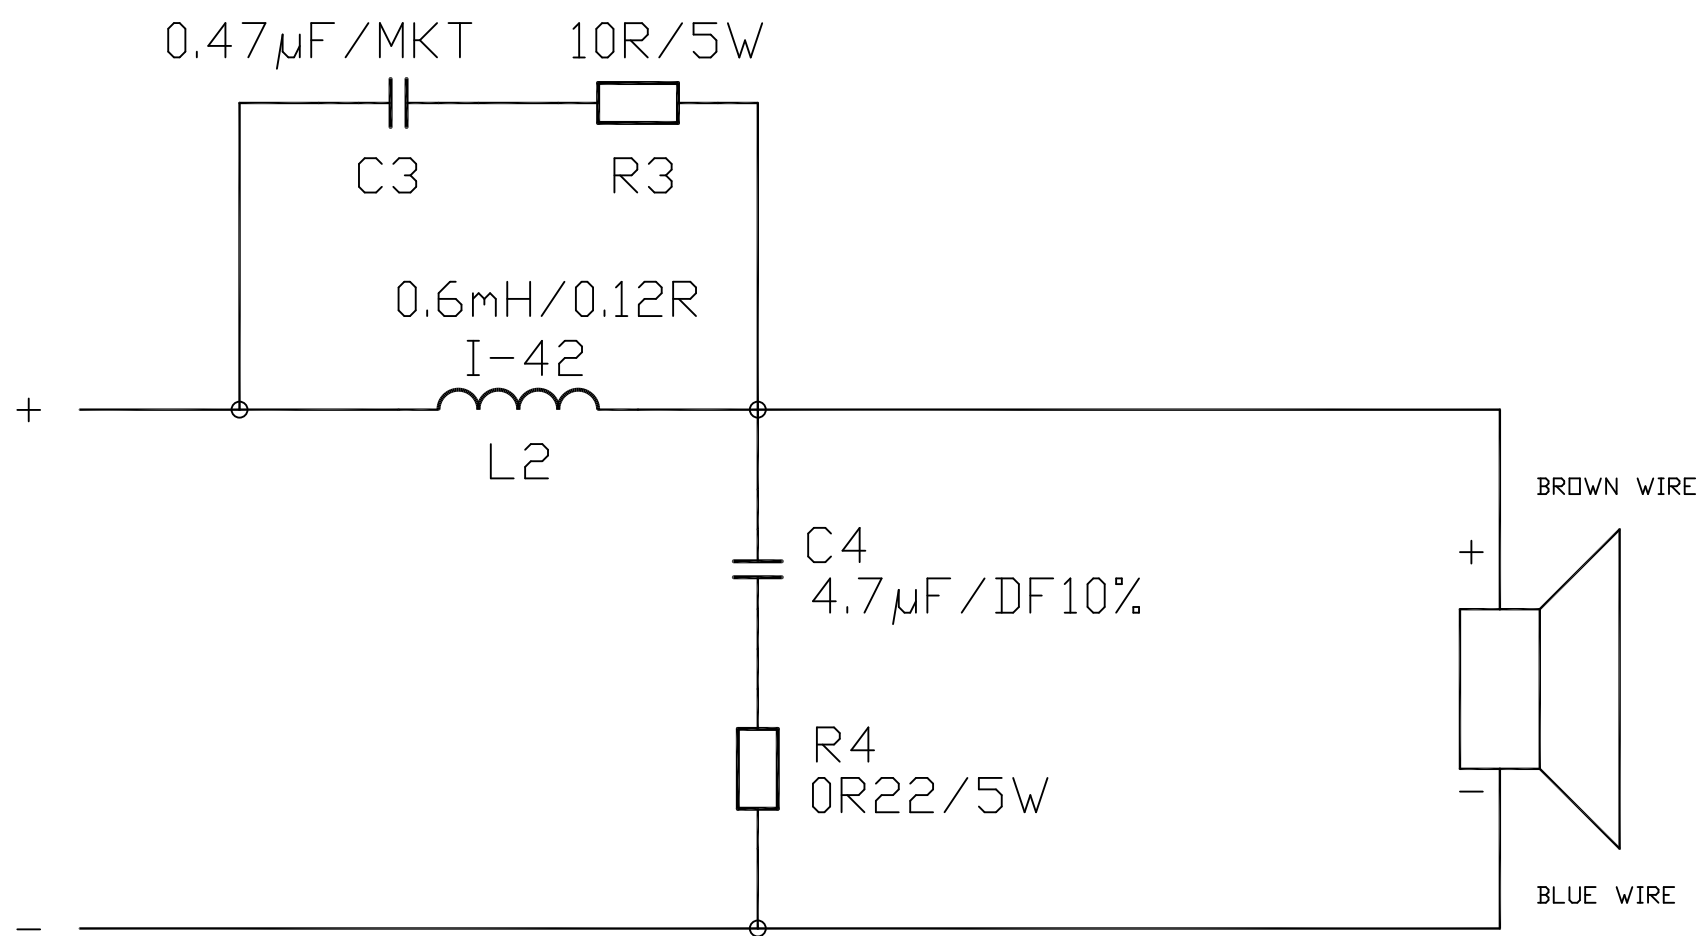 0.47µF/MKT 10R/5W
C3 R3
0.6mH/0.12R
I-42
+
L2
BROWN WIRE
C4
+
4.7µF/DF10%
R4
0R22/5W
-
BLUE WIRE
-